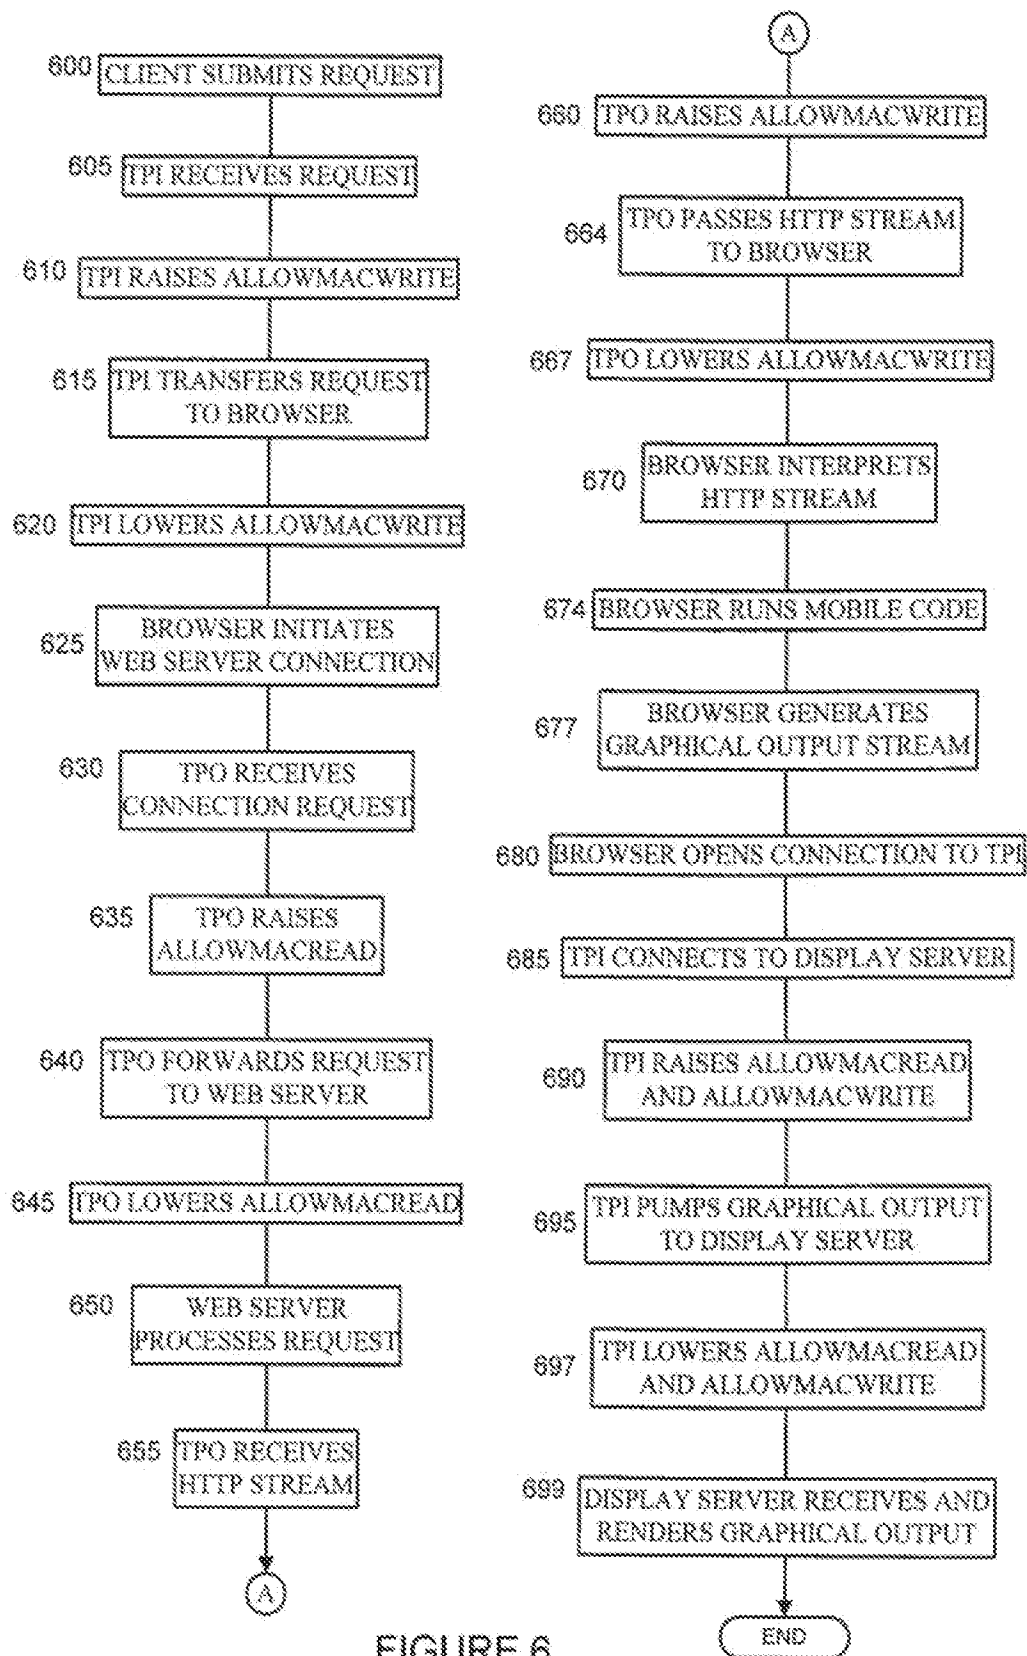 600 CLIENT SUBMITS REQUEST
605 TPI RECEIVES REQUEST
610 TPI RAISES ALLOWMACWRITE
615 TPI TRANSFERS REQUEST
TO BROWSER
620 TPI LOWERS ALLOWMACWRITE
625 BROWSER INITIATES
WEB SERVER CONNECTION
630 TPO RECEIVES
CONNECTION REQUEST
635 TPO RAISES
ALLOWMACREAD
640 TPO FORWARDS REQUEST
TO WEB SERVER
645 TPO LOWERS ALLOWMACREAD
650 WEB SERVER
PROCESSES REQUEST
655 TPO RECEIVES
HTTP STREAM
A
A
660 TPO RAISES ALLOWMACWRITE
664 TPO PASSES HTTP STREAM
TO BROWSER
667 TPO LOWERS ALLOWMACWRITE
670 BROWSER INTERPRETS
HTTP STREAM
674 BROWSER RUNS MOBILE CODE
677 BROWSER GENERATES
GRAPHICAL OUTPUT STREAM
680 BROWSER OPENS CONNECTION TO TPI
685 TPI CONNECTS TO DISPLAY SERVER
690 TPI RAISES ALLOWMACREAD
AND ALLOWMACWRITE
695 TPI PUMPS GRAPHICAL OUTPUT
TO DISPLAY SERVER
697 TPI LOWERS ALLOWMACREAD
AND ALLOWMACWRITE
699 DISPLAY SERVER RECEIVES AND
RENDERS GRAPHICAL OUTPUT
END
FIGURE 6